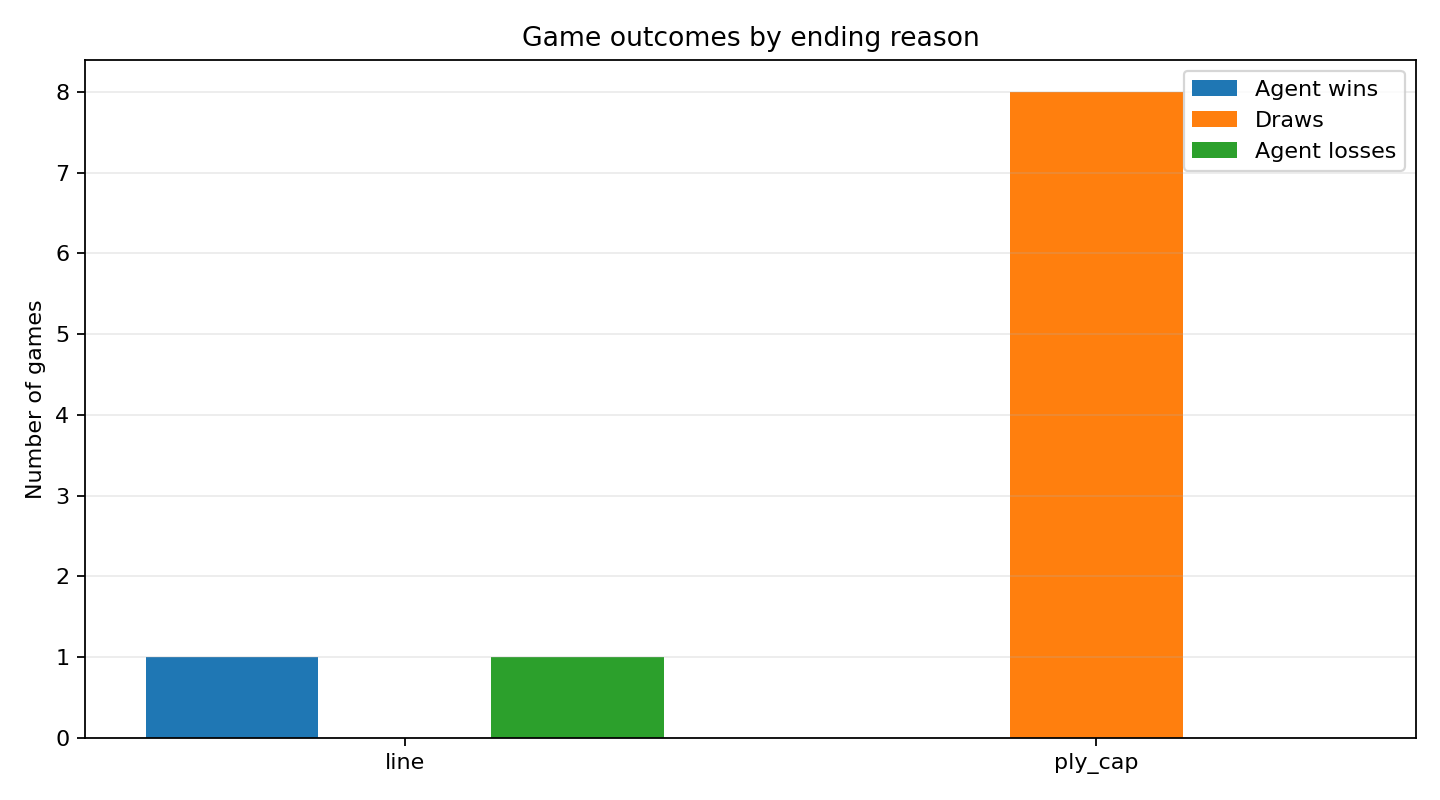 Game outcomes by ending reason
Agent wins
Draws
Agent losses
Number of games
8
7
6
5
4
3
2
1
0
line
ply_cap